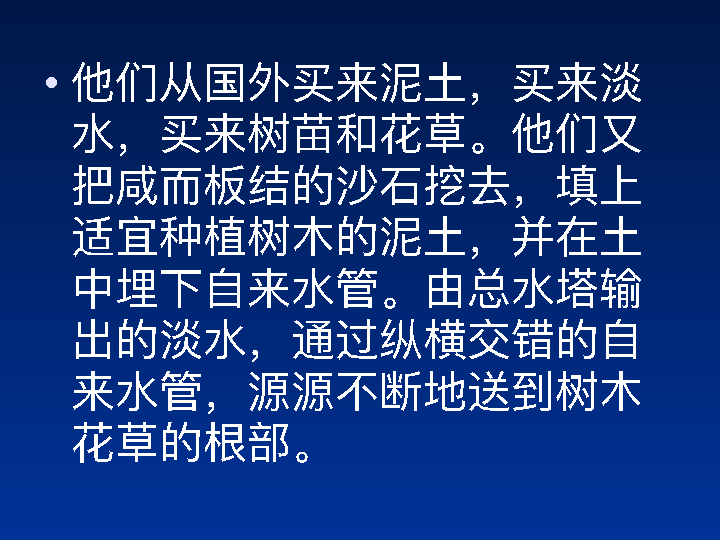 • 他们从国外买来泥土，买来淡
水，买来树苗和花草。他们又
把咸而板结的沙石挖去，填上
适宜种植树木的泥土，并在土
中埋下自来水管。由总水塔输
出的淡水，通过纵横交错的自
来水管，源源不断地送到树木
花草的根部。